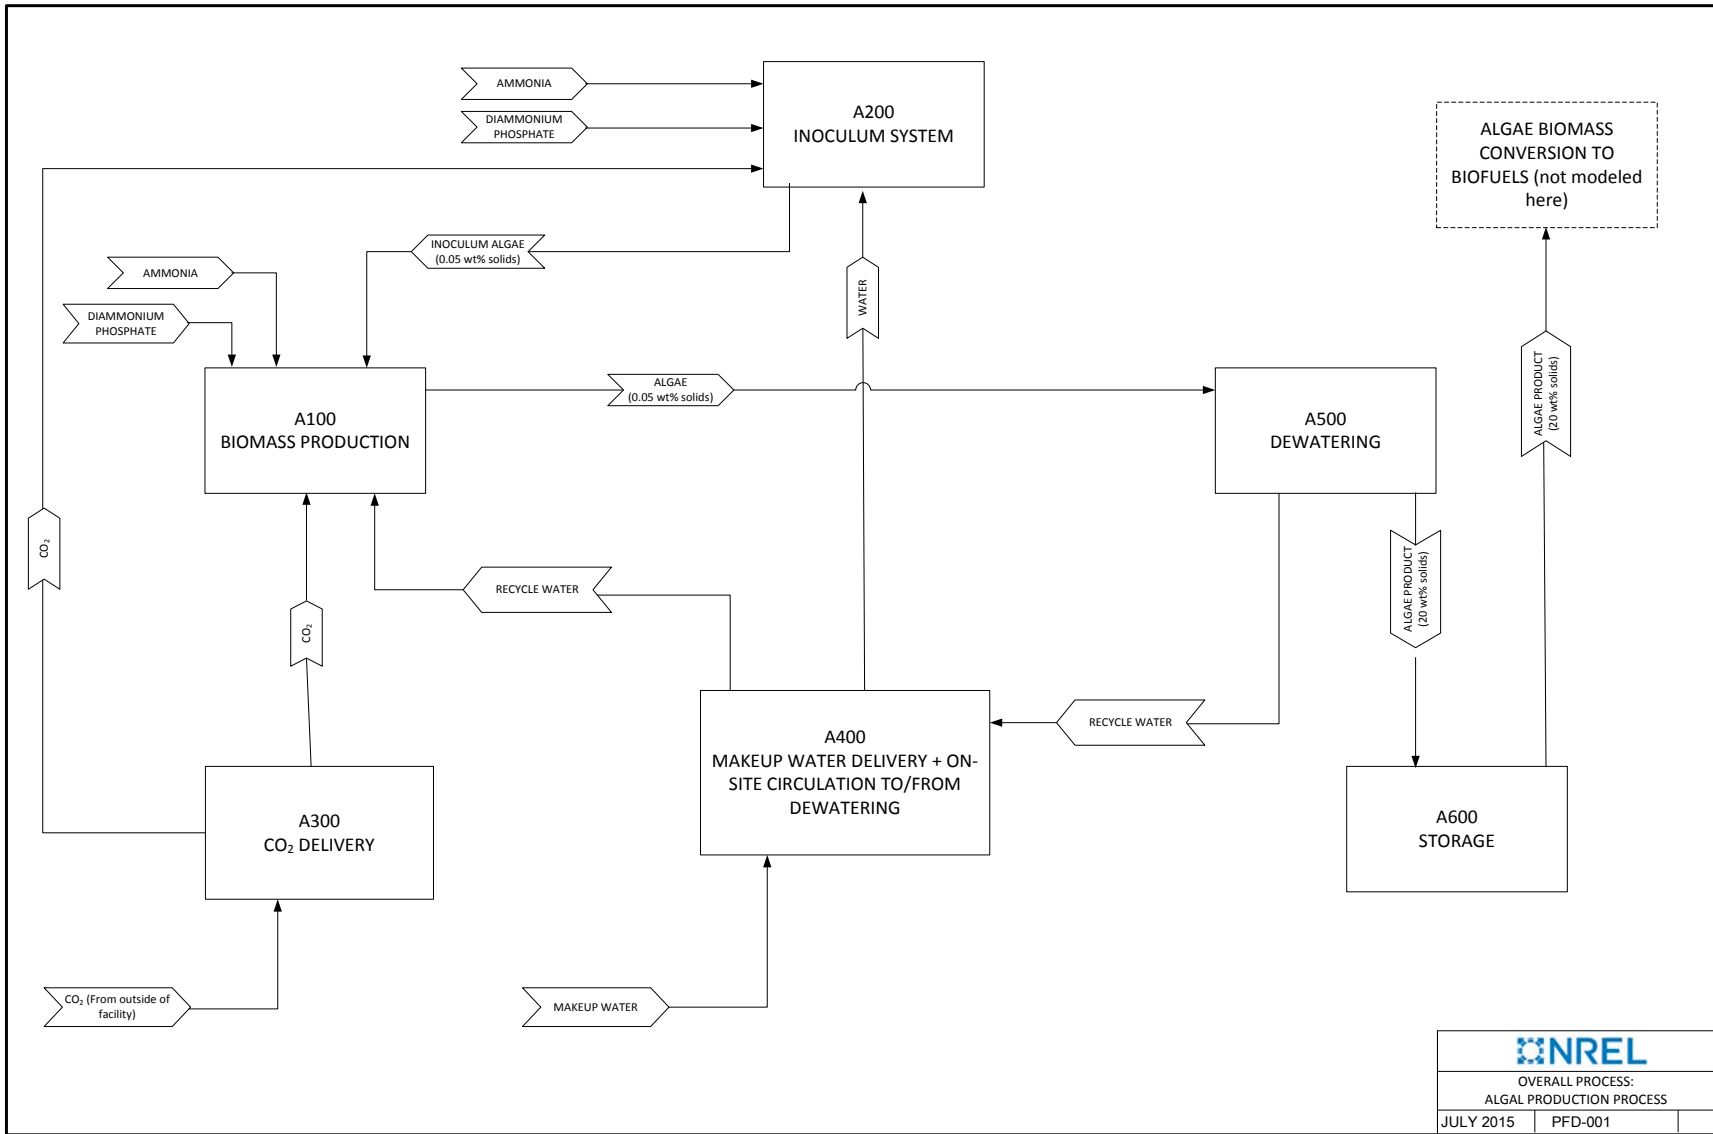 AMMONIA
DIAMMONIUM
PHOSPHATE
A200
INOCULUM SYSTEM
ALGAE BIOMASS
CONVERSION TO
BIOFUELS (not modeled
here)
INOCULUM ALGAE
(0.05 wt% solids)
AMMONIA
DIAMMONIUM
PHOSPHATE
WATER
ALGAE PRODUCT
(20 wt% solids)
A100
BIOMASS PRODUCTION
ALGAE
(0.05 wt% solids)
A500
DEWATERING
CO₂
CO₂
RECYCLE WATER
ALGAE PRODUCT
(20 wt% solids)
A400
MAKEUP WATER DELIVERY + ON-
SITE CIRCULATION TO/FROM
DEWATERING
RECYCLE WATER
A300
CO₂ DELIVERY
A600
STORAGE
CO₂ (From outside of
facility)
MAKEUP WATER
NREL
OVERALL PROCESS:
ALGAL PRODUCTION PROCESS
JULY 2015 PFD-001